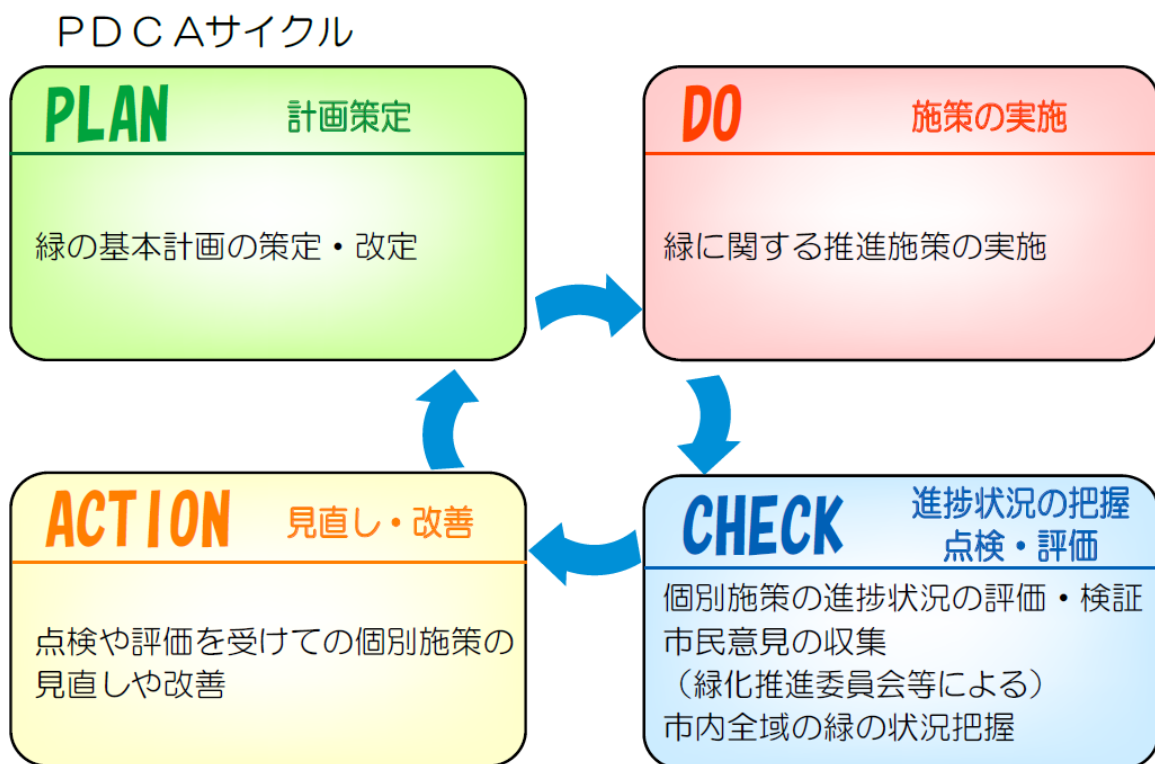 PDCAサイクル
PLAN 計画策定
緑の基本計画の策定・改定
DO 施策の実施
緑に関する推進施策の実施
CHECK 進捗状況の把握
点検・評価
個別施策の進捗状況の評価・検証
市民意見の収集
（緑化推進委員会等による）
市内全域の緑の状況把握
ACTION 見直し・改善
点検や評価を受けての個別施策の
見直しや改善